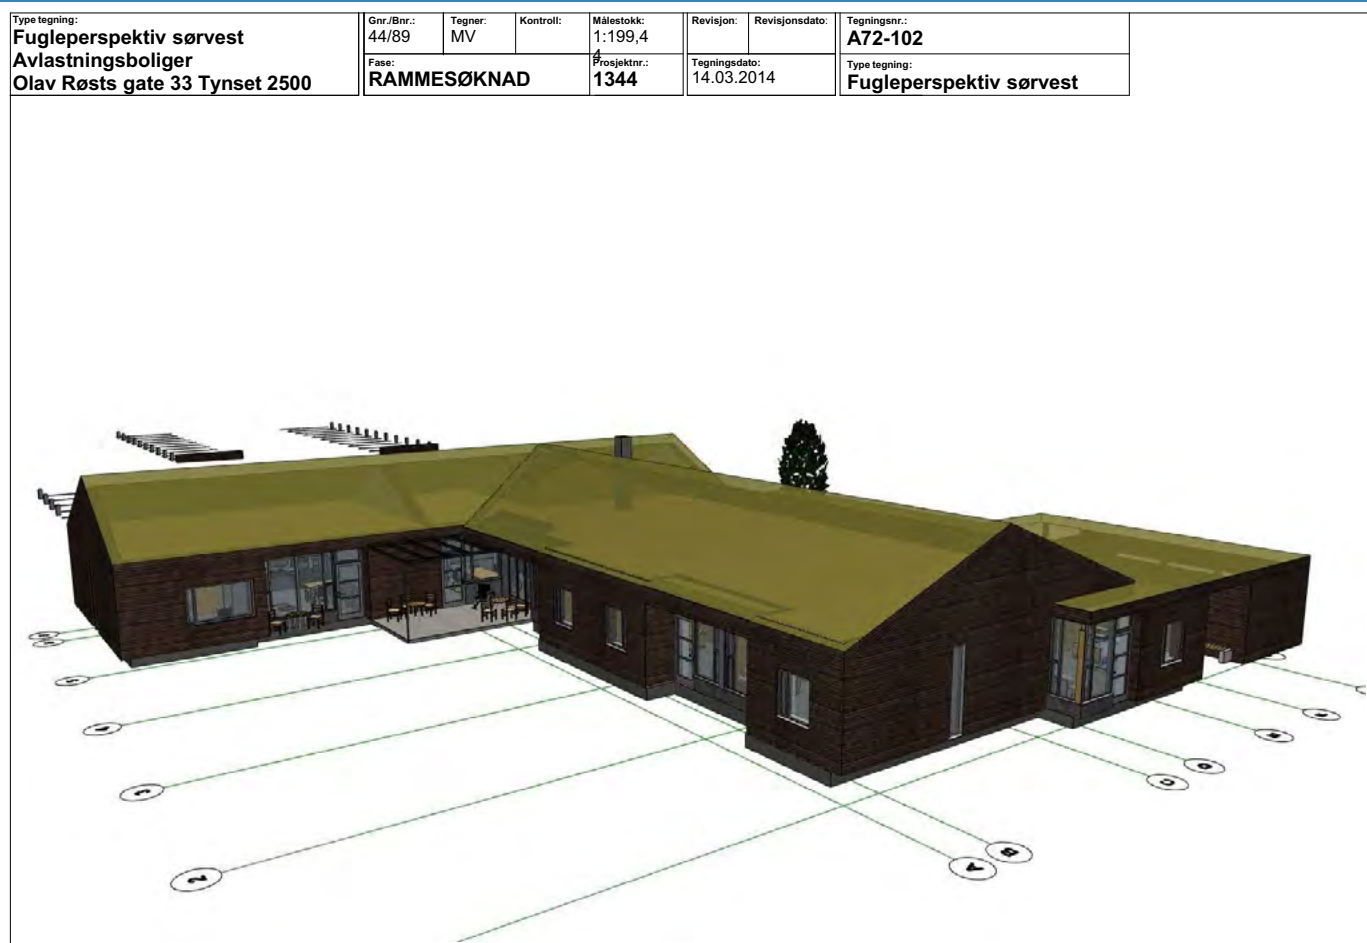 Type tegning:
Fugleperspektiv sørvest
Avlastningsboliger
Olav Røsts gate 33 Tynset 2500
Gnr./Bnr.:
44/89
Tegner:
MV
Kontroll:
Målestokk:
1:199,4
4
Fase:
RAMMESØKNAD
Prosjektnr.:
1344
Revisjon:
Revisjonsdato:
Tegningsdato:
14.03.2014
Tegningsnr.:
A72-102
Type tegning:
Fugleperspektiv sørvest
2
A
B
C
D